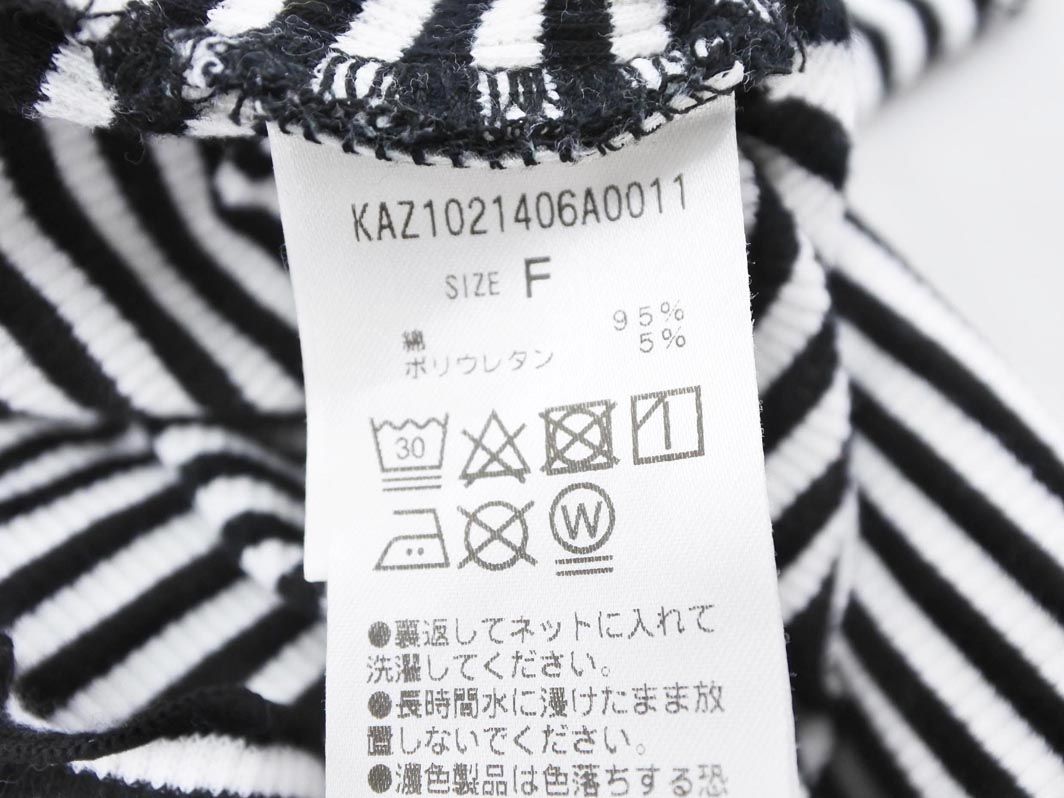 KAZ1021406A0011
SIZE F
綿 95%
ポリウレタン 5%
30
W
●裏返してネットに入れて
洗濯してください。
●長時間水に浸けたまま放
置しないでください。
●濃色製品は色落ちする恐